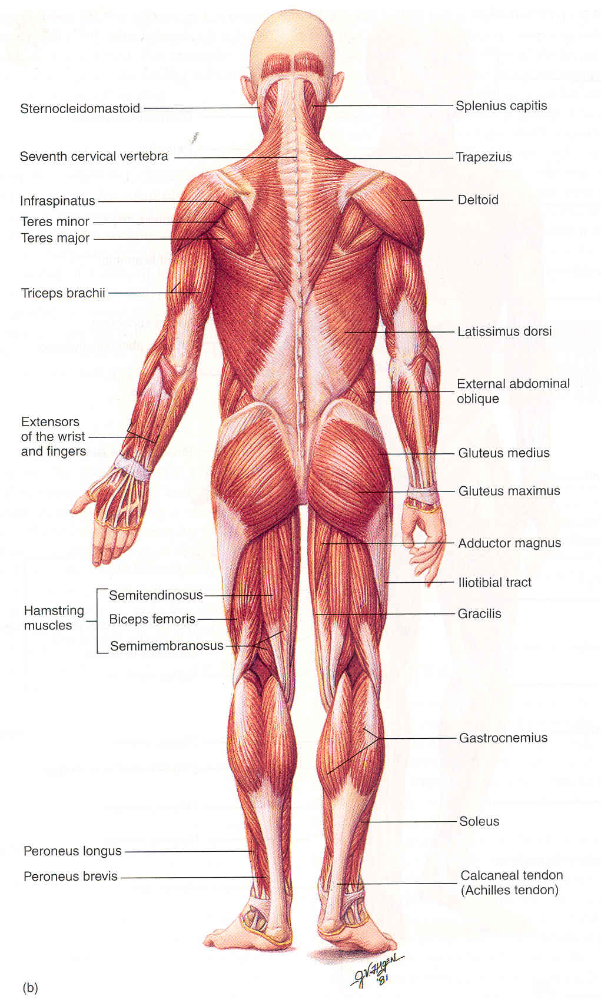 Sternocleidomastoid
Splenius capitis
Seventh cervical vertebra
Trapezius
Infraspinatus
Deltoid
Teres minor
Teres major
Triceps brachii
Latissimus dorsi
External abdominal
oblique
Extensors
of the wrist
and fingers
Gluteus medius
Gluteus maximus
Adductor magnus
Iliotibial tract
Hamstring
muscles
Semitendinosus
Biceps femoris
Semimembranosus
Gracilis
Gastrocnemius
Soleus
Peroneus longus
Peroneus brevis
Calcaneal tendon
(Achilles tendon)
'81
(b)